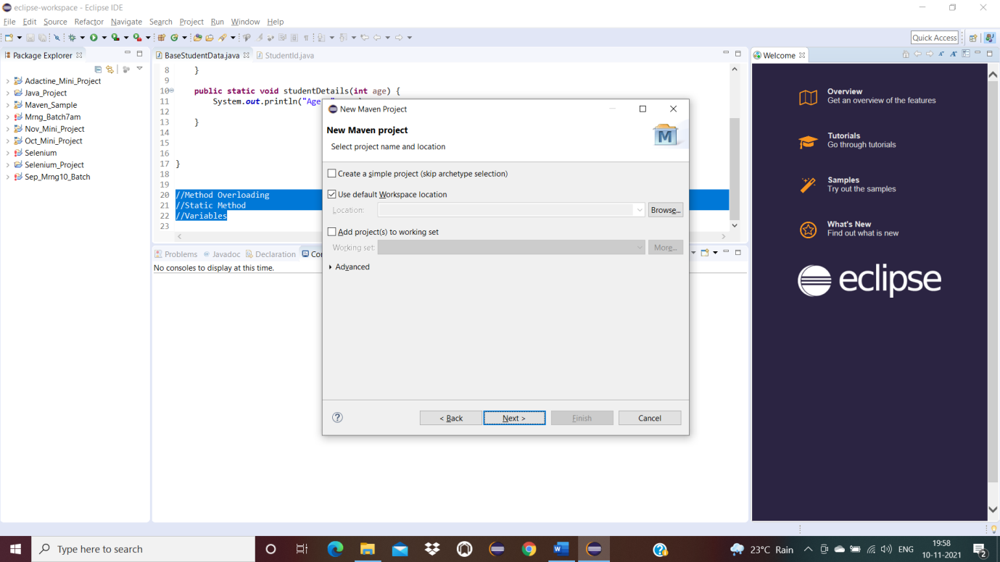 eclipse-workspace - Eclipse IDE
File Edit Source Refactor Navigate Search Project Run Window Help
Quick Access
Package Explorer
Adactine_Mini_Project
Java_Project
Maven_Sample
Mrng_Batch7am
Nov_Mini_Project
Oct_Mini_Project
Selenium
Selenium_Project
Sep_Mrng10_Batch
BaseStudentData.java StudentId.java
8 }
9
10 public static void studentDetails(int age) {
11 System.out.println("Age
12
13 }
14
15
16
17 }
18
19
20 //Method Overloading
21 //Static Method
22 //Variables
23
Problems Javadoc Declaration Con
No consoles to display at this time.
New Maven Project
New Maven project
Select project name and location
M
Create a simple project (skip archetype selection)
Use default Workspace location
Location: Browse...
Add project(s) to working set
Working set: More...
Advanced
< Back Next > Finish Cancel
Welcome
Overview
Get an overview of the features
Tutorials
Go through tutorials
Samples
Try out the samples
What's New
Find out what is new
eclipse
Type here to search
23°C Rain
ENG
19:58
10-11-2021
2